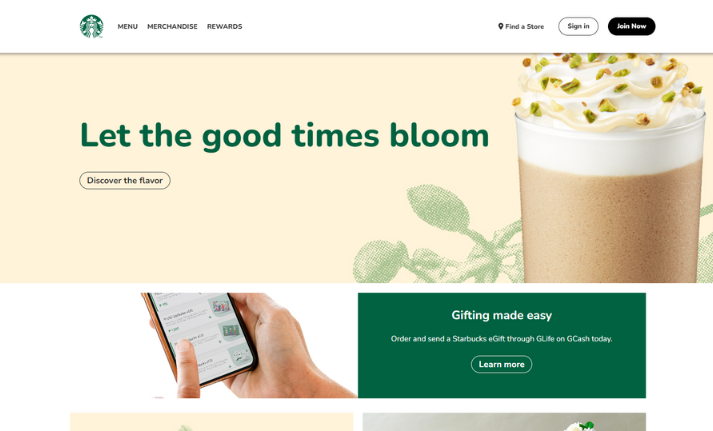 MENU MERCHANDISE REWARDS Find a Store Sign in Join Now
Let the good times bloom
Discover the flavor
Gifting made easy
Order and send a Starbucks eGift through GLife on GCash today.
Learn more